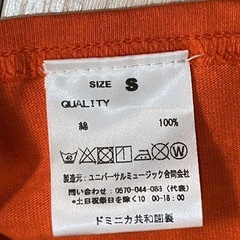 SIZE S
QUALITY
綿 100%
製造元：ユニバーサルミュージック合同会社
問い合わせ：0570-044-088（代表）
*土日祝祭日を除く10:00-18:00
ドミニカ共和国製